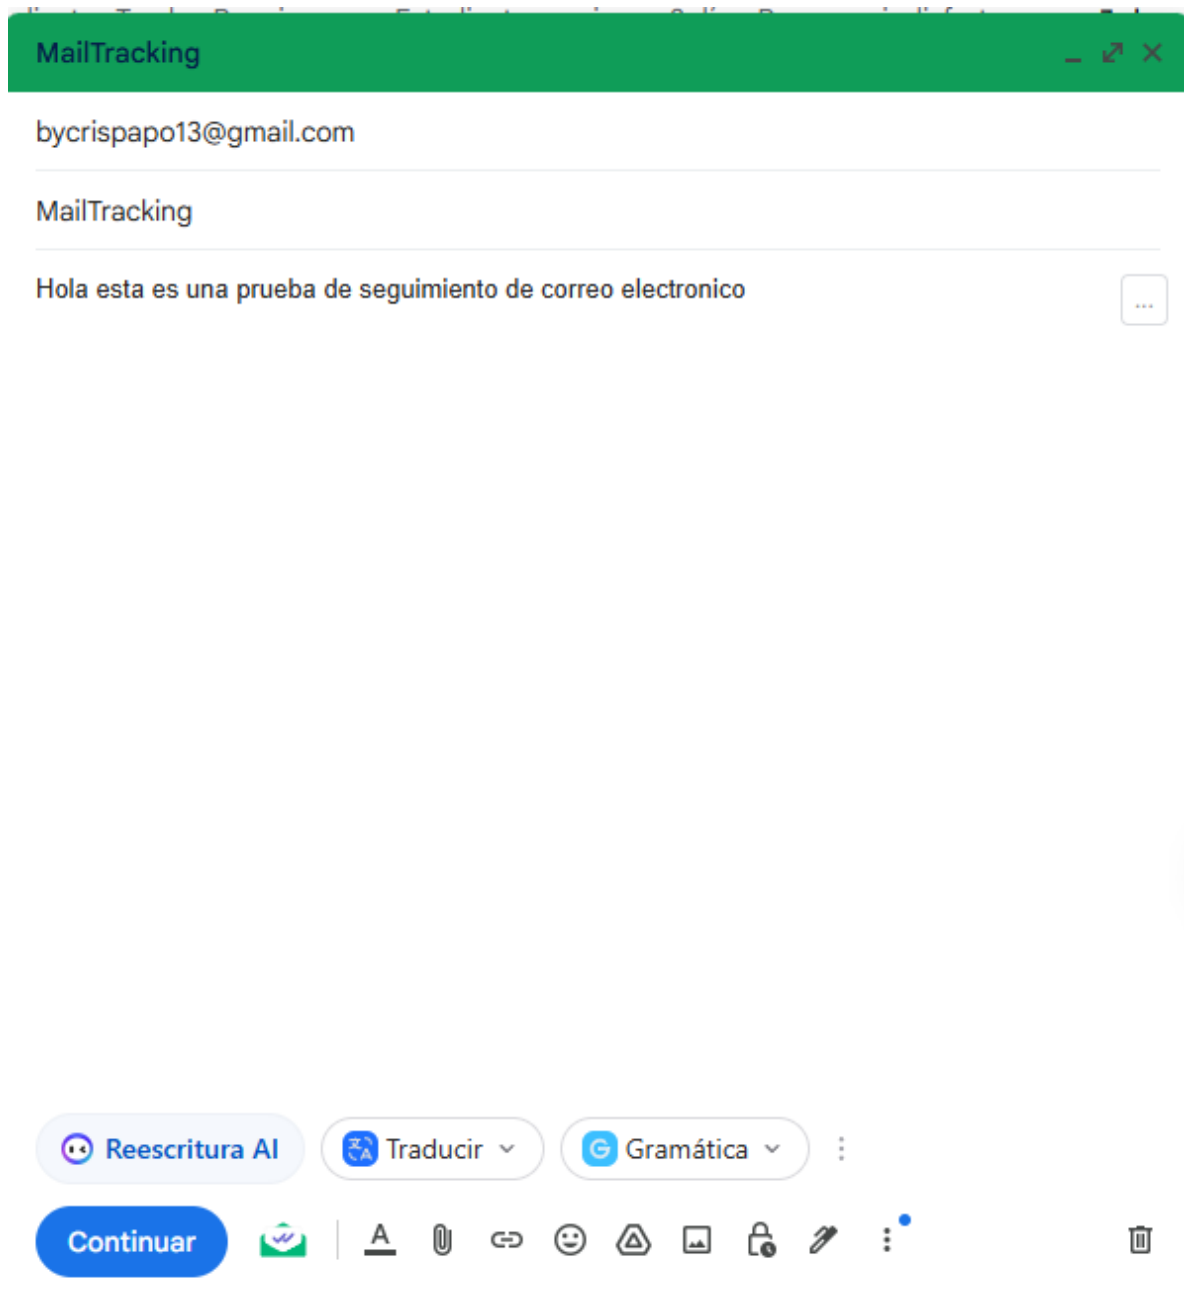 MailTracking
bycrispapo13@gmail.com
MailTracking
Hola esta es una prueba de seguimiento de correo electronico
...
Reescritura AI
Traducir
Gramática
Continuar